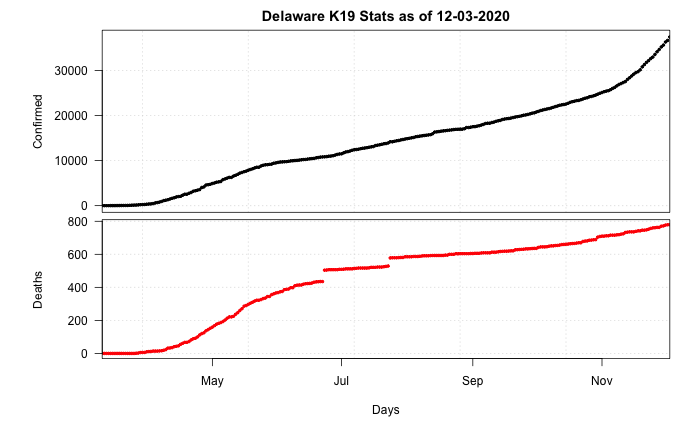 Delaware K19 Stats as of 12-03-2020
Confirmed
30000
20000
10000
0
Deaths
800
600
400
200
0
May Jul Sep Nov
Days